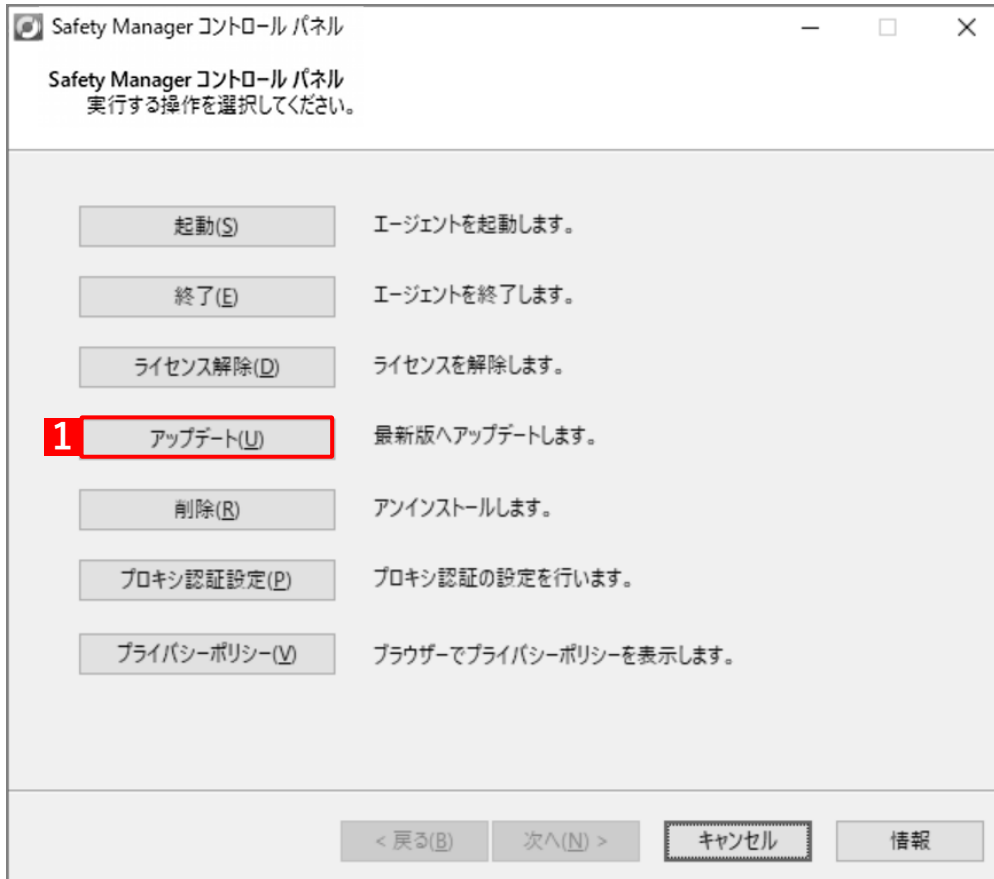 Safety Manager コントロール パネル
Safety Manager コントロール パネル
実行する操作を選択してください。
起動(S) エージェントを起動します。
終了(E) エージェントを終了します。
ライセンス解除(D) ライセンスを解除します。
1 アップデート(U) 最新版へアップデートします。
削除(R) アンインストールします。
プロキシ認証設定(P) プロキシ認証の設定を行います。
プライバシーポリシー(V) ブラウザーでプライバシーポリシーを表示します。
< 戻る(B) 次へ(N) > キャンセル 情報